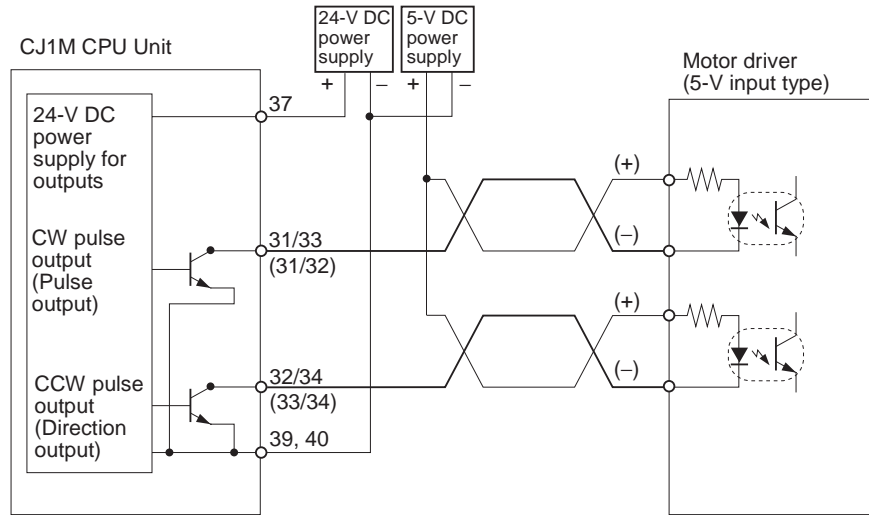 24-V DC
power
supply
5-V DC
power
supply
CJ1M CPU Unit
Motor driver
(5-V input type)
+
–
+
–
37
24-V DC
power
supply for
outputs
(+)
CW pulse
output
(Pulse
output)
31/33
(31/32)
(–)
(+)
CCW pulse
output
(Direction
output)
32/34
(33/34)
(–)
39, 40